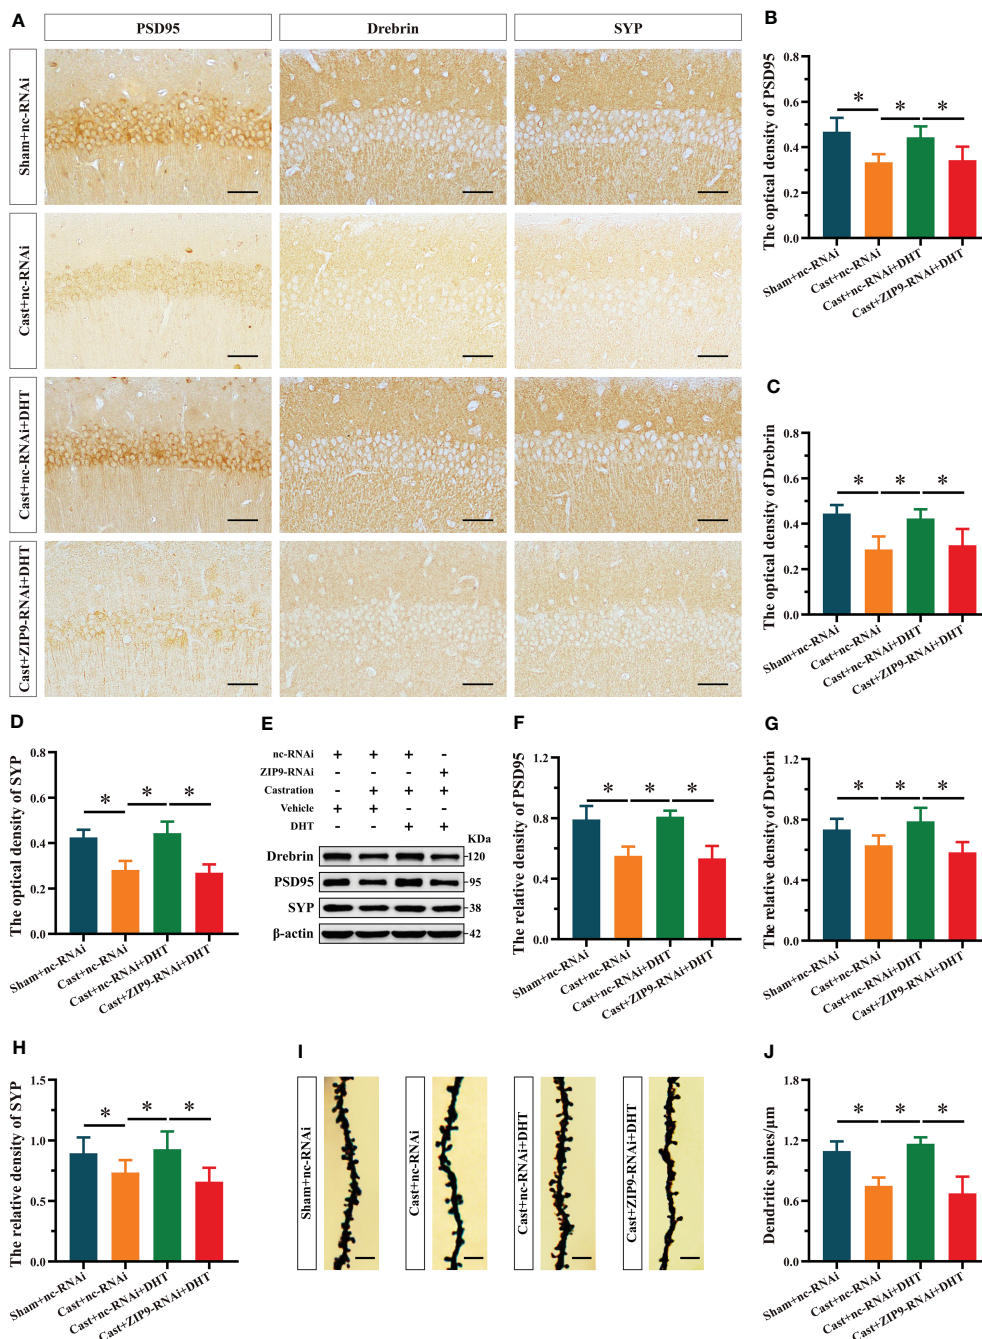 A
PSD95
Drebrin
SYP
Sham+nc-RNAi
Cast+nc-RNAi
Cast+nc-RNAi+DHT
Cast+ZIP9-RNAi+DHT
B
The optical density of PSD95
0.8
0.6
0.4
0.2
0.0
* * *
Sham+nc-RNAi
Cast+nc-RNAi
Cast+nc-RNAi+DHT
Cast+ZIP9-RNAi+DHT
C
The optical density of Drebrin
0.8
0.6
0.4
0.2
0.0
* * *
Sham+nc-RNAi
Cast+nc-RNAi
Cast+nc-RNAi+DHT
Cast+ZIP9-RNAi+DHT
D
The optical density of SYP
0.8
0.6
0.4
0.2
0.0
* * *
Sham+nc-RNAi
Cast+nc-RNAi
Cast+nc-RNAi+DHT
Cast+ZIP9-RNAi+DHT
E
nc-RNAi + + + -
ZIP9-RNAi - - - +
Castration - + + +
Vehicle + + - -
DHT - - + +
KDa
Drebrin 120
PSD95 95
SYP 38
β-actin 42
F
The relative density of PSD95
1.2
0.9
0.6
0.3
0.0
* * *
Sham+nc-RNAi
Cast+nc-RNAi
Cast+nc-RNAi+DHT
Cast+ZIP9-RNAi+DHT
G
The relative density of Drebrin
1.2
0.9
0.6
0.3
0.0
* * *
Sham+nc-RNAi
Cast+nc-RNAi
Cast+nc-RNAi+DHT
Cast+ZIP9-RNAi+DHT
H
The relative density of SYP
1.5
1.0
0.5
0.0
* * *
Sham+nc-RNAi
Cast+nc-RNAi
Cast+nc-RNAi+DHT
Cast+ZIP9-RNAi+DHT
I
Sham+nc-RNAi
Cast+nc-RNAi
Cast+nc-RNAi+DHT
Cast+ZIP9-RNAi+DHT
J
Dendritic spines/μm
1.8
1.2
0.6
0.0
* * *
Sham+nc-RNAi
Cast+nc-RNAi
Cast+nc-RNAi+DHT
Cast+ZIP9-RNAi+DHT